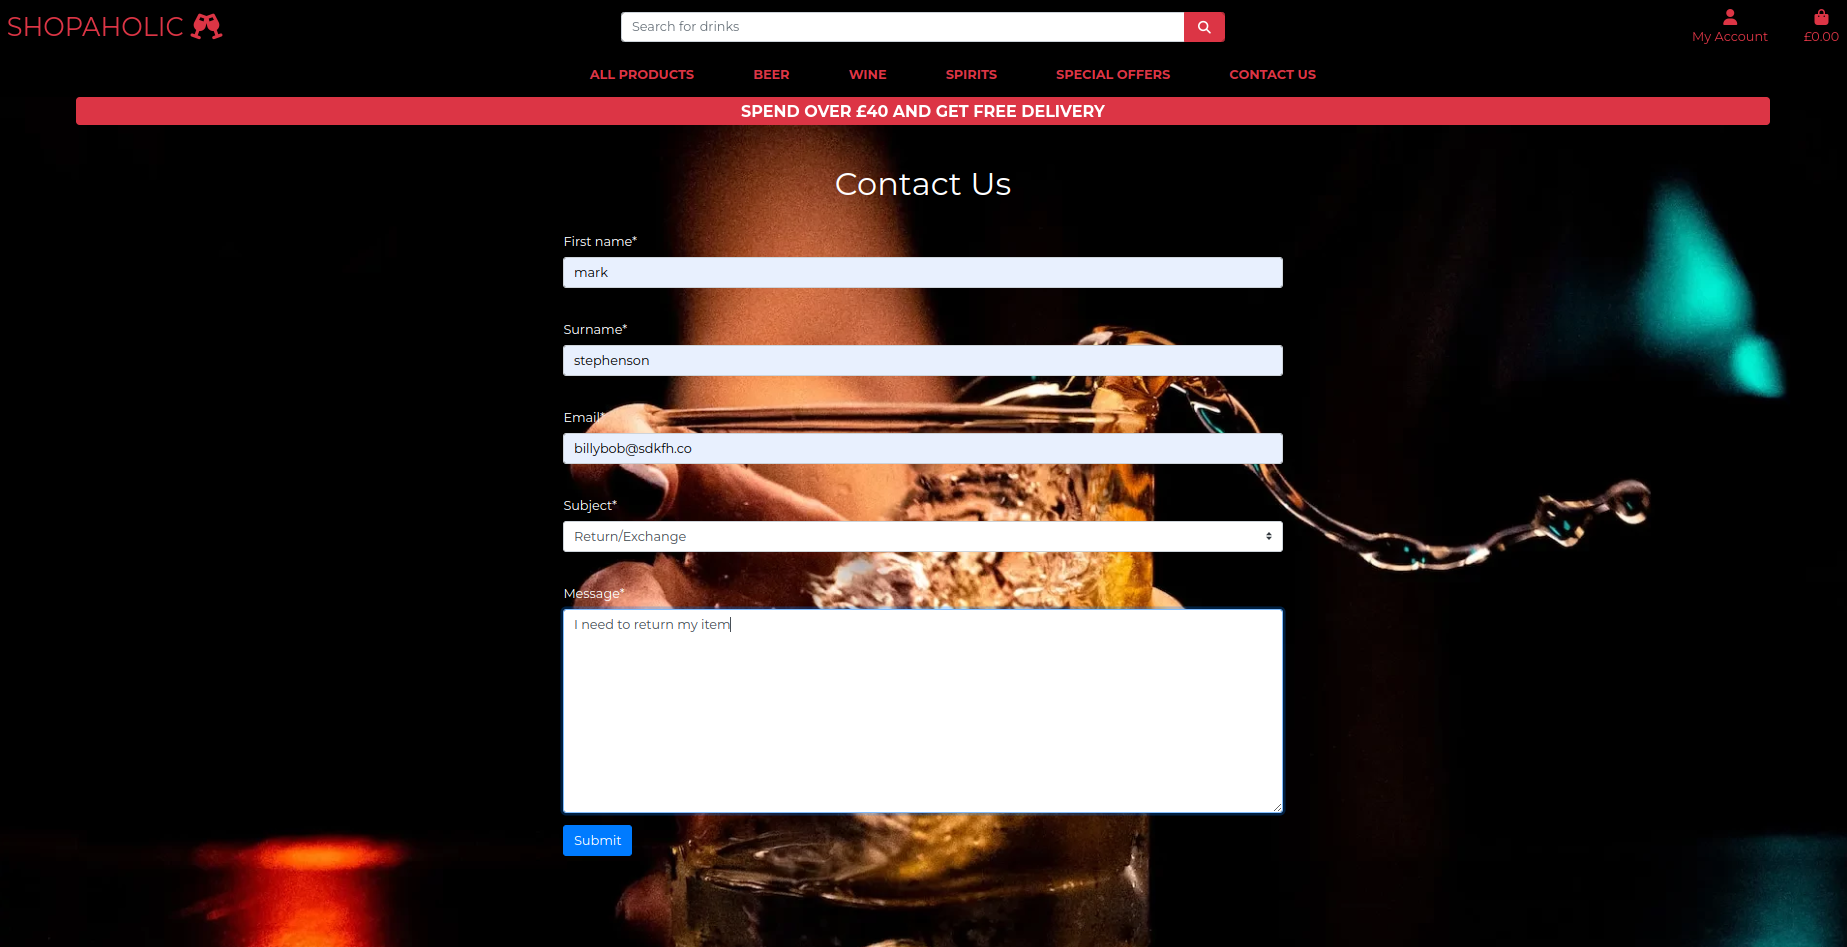 SHOPAHOLIC
Search for drinks
My Account
£0.00
ALL PRODUCTS
BEER
WINE
SPIRITS
SPECIAL OFFERS
CONTACT US
SPEND OVER £40 AND GET FREE DELIVERY
Contact Us
First name*
mark
Surname*
stephenson
Email*
billybob@sdkfh.co
Subject*
Return/Exchange
Message*
I need to return my item
Submit